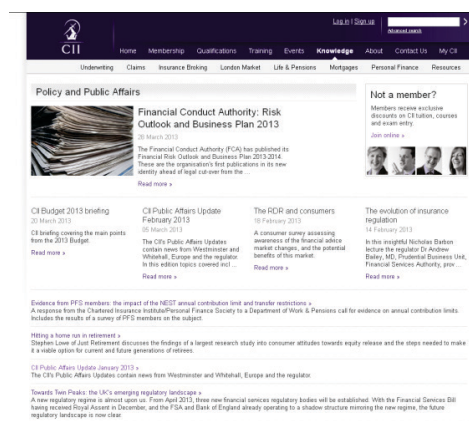 Log in | Sign up
Advanced search
CII
Home Membership Qualifications Training Events Knowledge About Contact Us My CII
Underwriting Claims Insurance Broking London Market Life & Pensions Mortgages Personal Finance Resources
Policy and Public Affairs
Financial Conduct Authority: Risk
Outlook and Business Plan 2013
26 March 2013
The Financial Conduct Authority (FCA) has published its
Financial Risk Outlook and Business Plan 2013-2014.
These are the organisation's first publications in its new
identity ahead of legal cut-over from the ...
Read more »
Not a member?
Members receive exclusive
discounts on CII tuition, courses
and exam entry.
Join online »
CII Budget 2013 briefing
20 March 2013
CII briefing covering the main points
from the 2013 Budget.
Read more »
CII Public Affairs Update
February 2013
05 March 2013
The CII's Public Affairs Updates
contain news from Westminster and
Whitehall, Europe and the regulator.
In this edition topics covered incl ...
Read more »
The RDR and consumers
18 February 2013
A consumer survey assessing
awareness of the financial advice
market changes, and the potential
benefits of this market.
Read more »
The evolution of insurance
regulation
14 February 2013
In this insightful Nicholas Barbon
lecture the regulator Dr Andrew
Bailey, MD, Prudential Business Unit,
Financial Services Authority, prov ...
Read more »
Evidence from PFS members: the impact of the NEST annual contribution limit and transfer restrictions »
A response from the Chartered Insurance Institute/Personal Finance Society to a Department of Work & Pensions call for evidence on annual contribution limits.
Includes the results of a survey of PFS members on the subject.
Hitting a home run in retirement »
Stephen Lowe of Just Retirement discusses the findings of a largest research study into consumer attitudes towards equity release and the steps needed to make
it a viable option for current and future generations of retirees.
CII Public Affairs Update January 2013 »
The CII's Public Affairs Updates contain news from Westminster and Whitehall, Europe and the regulator.
Towards Twin Peaks: the UK's emerging regulatory landscape »
A new regulatory regime is almost upon us. From April 2013, three new financial services regulatory bodies will be established. With the Financial Services Bill
having received Royal Assent in December, and the FSA and Bank of England already operating to a shadow structure mirroring the new regime, the future
regulatory landscape is now clear.